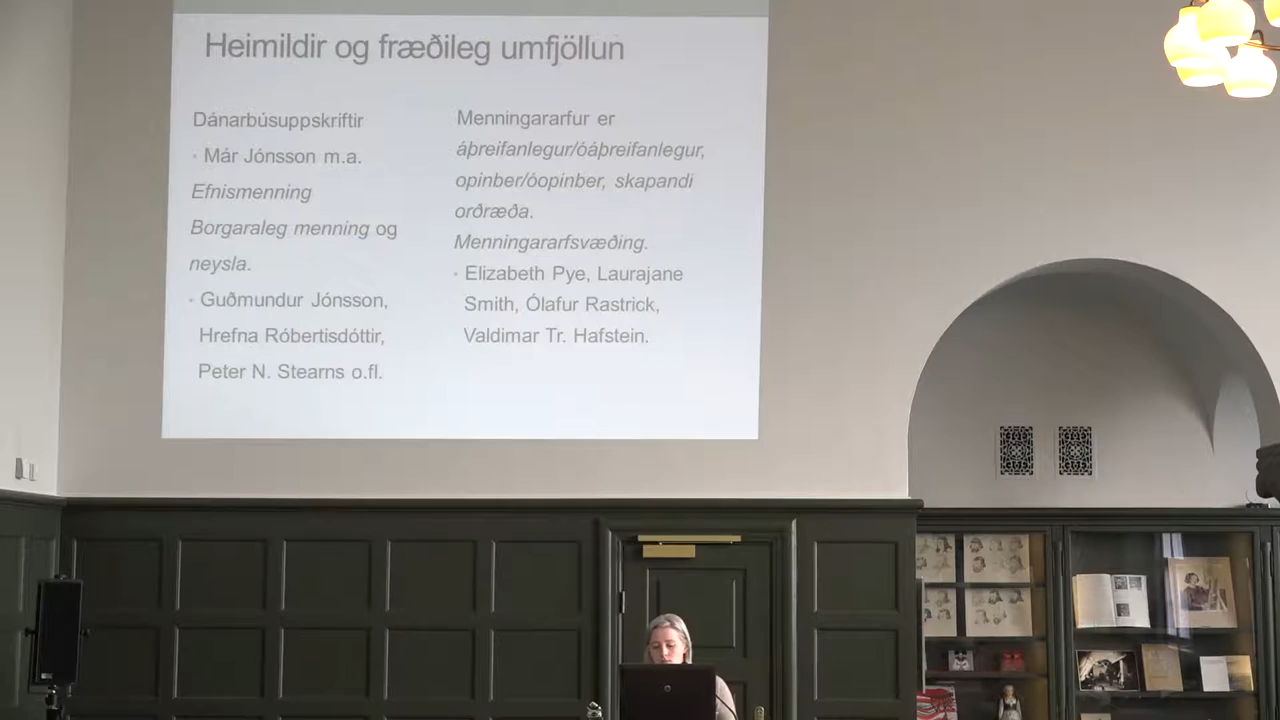 Heimildir og fræðileg umfjöllun
Dánarbúsuppskriftir
• Már Jónsson m.a.
Efnismenning
Borgaraleg menning og
neysla.
• Guðmundur Jónsson,
Hrefna Róbertisdóttir,
Peter N. Stearns o.fl.
Menningararfur er
áþreifanlegur/óáþreifanlegur,
opinber/óopinber, skapandi
orðræða.
Menningararfsvæðing.
• Elizabeth Pye, Laurajane
Smith, Ólafur Rastrick,
Valdimar Tr. Hafstein.